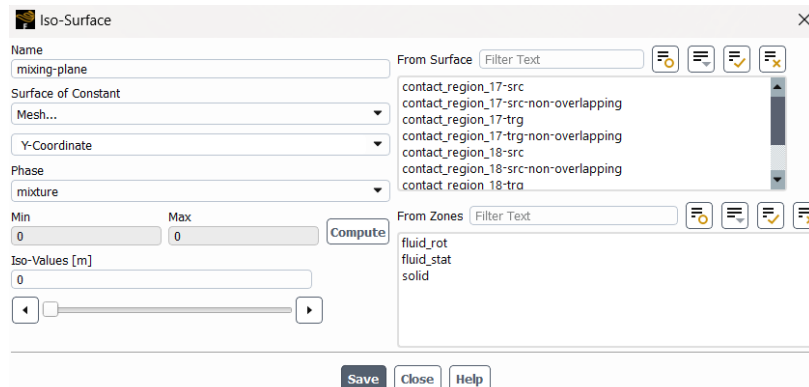 Iso-Surface
Name
mixing-plane
Surface of Constant
Mesh...
Y-Coordinate
Phase
mixture
Min Max
0 0 Compute
Iso-Values [m]
0
From Surface Filter Text
contact_region_17-src
contact_region_17-src-non-overlapping
contact_region_17-trg
contact_region_17-trg-non-overlapping
contact_region_18-src
contact_region_18-src-non-overlapping
contact_region_18-trg
From Zones Filter Text
fluid_rot
fluid_stat
solid
Save Close Help